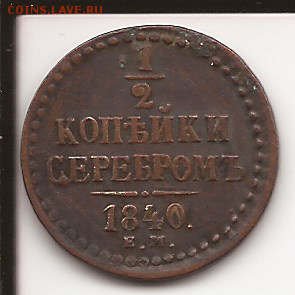 COINS.LAVE.RU
1
2
КОПѢЙКИ
СЕРЕБРОМЪ
1840.
Е.М.